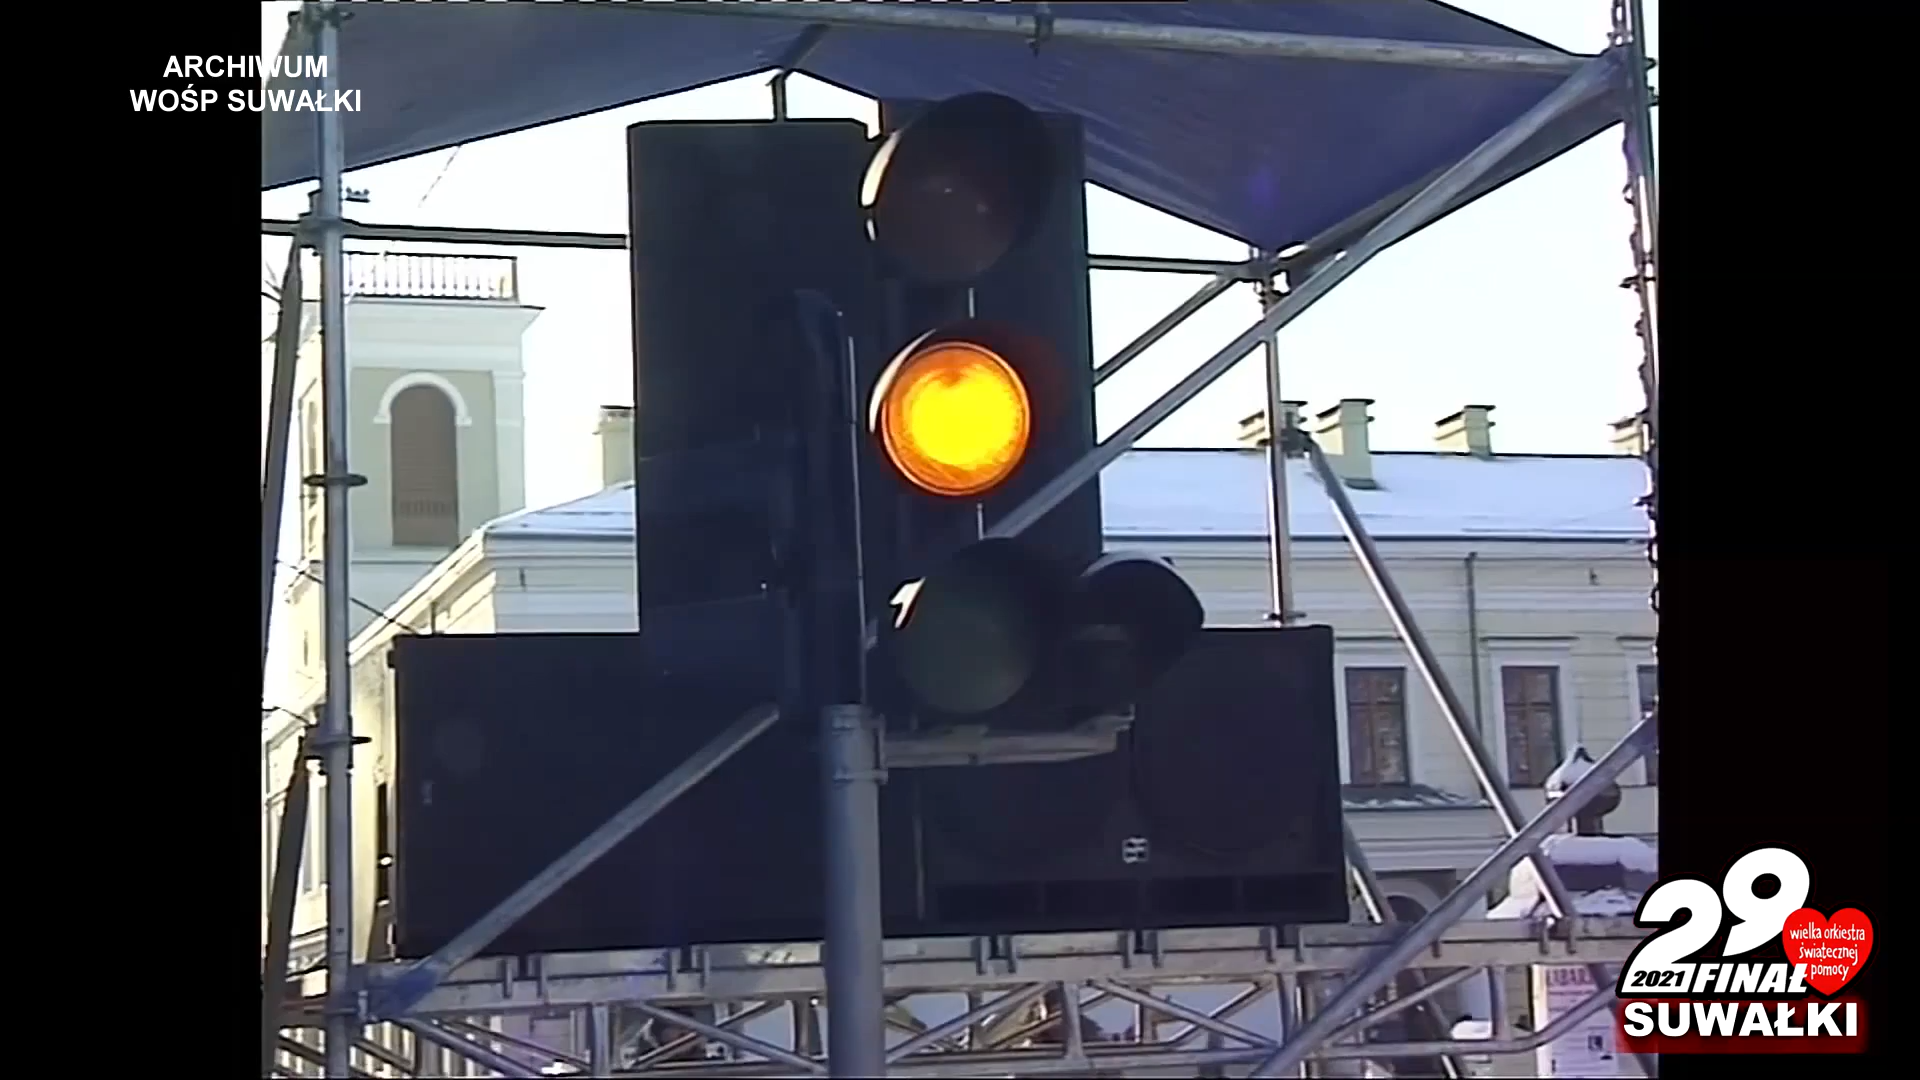 ARCHIWUM
WOŚP SUWAŁKI
29
wielka orkiestra
świątecznej
pomocy
2021 FINAŁ
SUWAŁKI